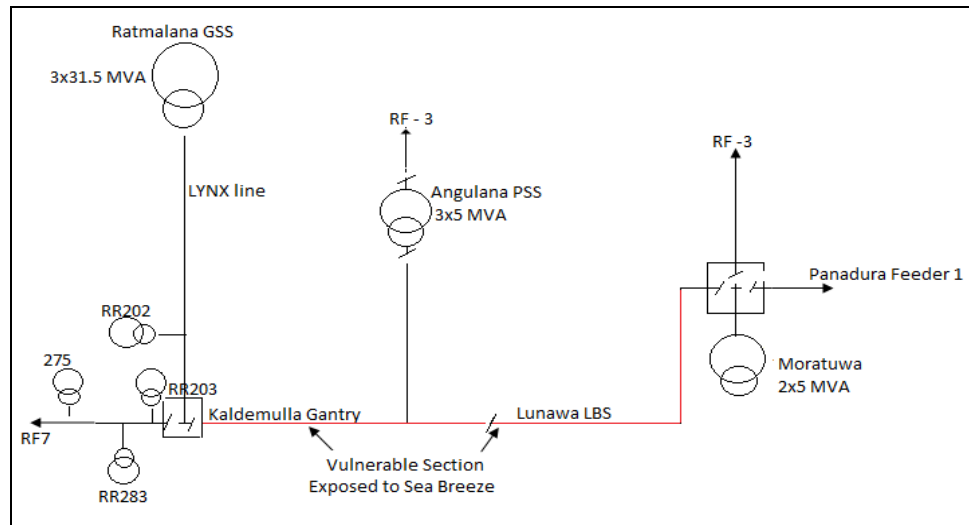 Ratmalana GSS
3x31.5 MVA
RF - 3
RF -3
LYNX line
Angulana PSS
3x5 MVA
Panadura Feeder 1
RR202
275
RR203
Moratuwa
2x5 MVA
Kaldemulla Gantry
Lunawa LBS
RF7
Vulnerable Section
Exposed to Sea Breeze
RR283